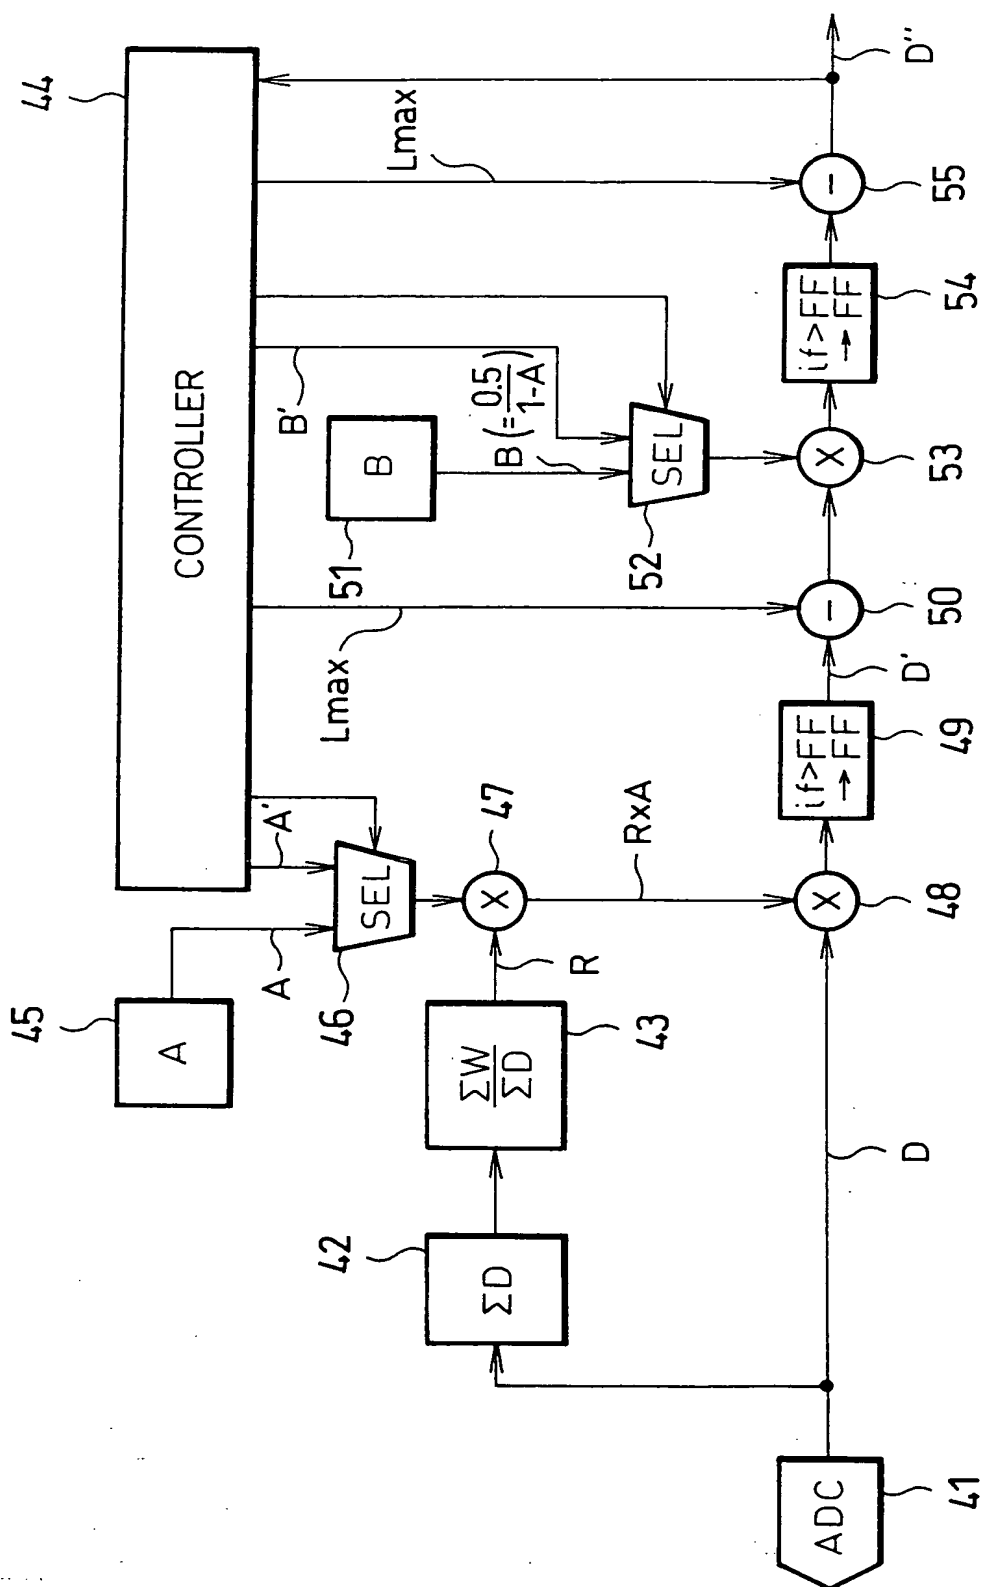 44
CONTROLLER
45
A
A
A'
SEL
46
Lmax
51
B
B'
B (= 0.5 / 1-A)
SEL
52
Lmax
42
ΣD
ΣW
ΣD
43
R
X
47
RxA
41
ADC
D
X
48
if>FF
→FF
49
D'
−
50
X
53
if>FF
→FF
54
−
55
D''